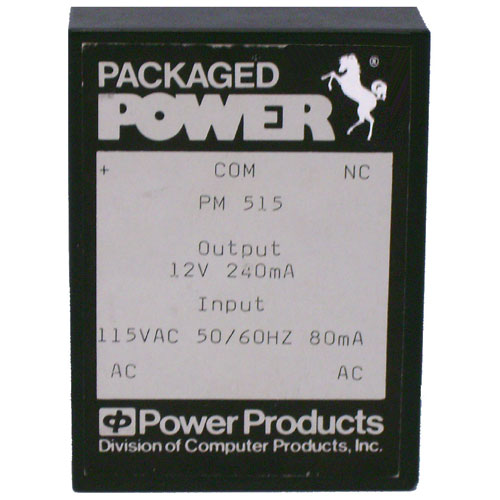 PACKAGED
POWER ®
+ COM NC
PM 515
Output
12V 240mA
Input
115VAC 50/60HZ 80mA
AC AC
cp Power Products
Division of Computer Products, Inc.